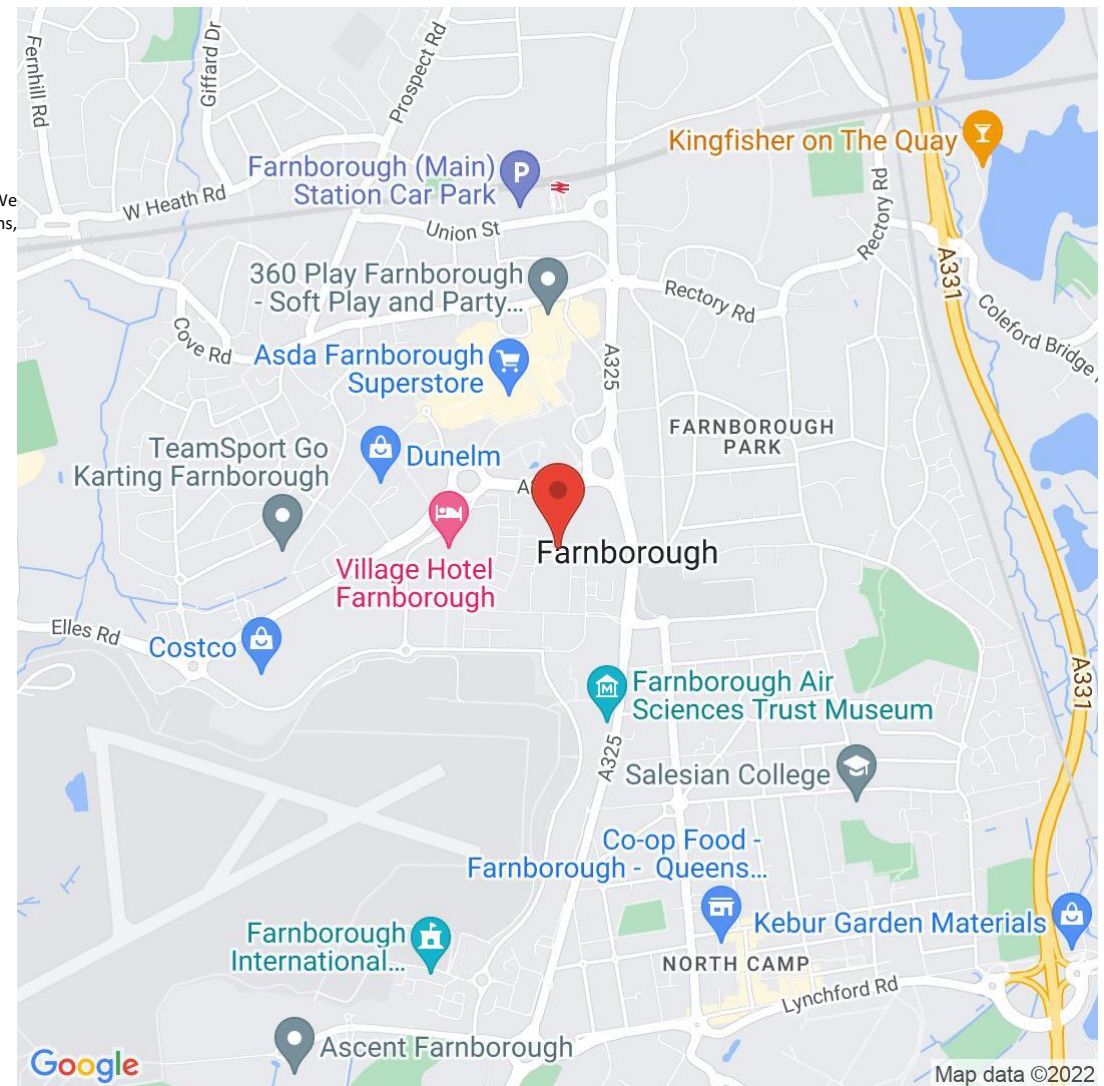 Fernhill Rd
Giffard Dr
Prospect Rd
Kingfisher on The Quay
Farnborough (Main)
Station Car Park
P
We
ns,
W Heath Rd
Union St
Rectory Rd
A331
360 Play Farnborough
- Soft Play and Party...
Rectory Rd
Coleford Bridge
Cove Rd
Asda Farnborough
Superstore
A325
FARNBOROUGH
PARK
TeamSport Go
Karting Farnborough
Dunelm
A
Farnborough
Village Hotel
Farnborough
Elles Rd
Costco
A331
Farnborough Air
Sciences Trust Museum
M
A325
Salesian College
Co-op Food -
Farnborough - Queens...
Kebur Garden Materials
Farnborough
International...
NORTH CAMP
Lynchford Rd
Ascent Farnborough
Google
Map data ©2022